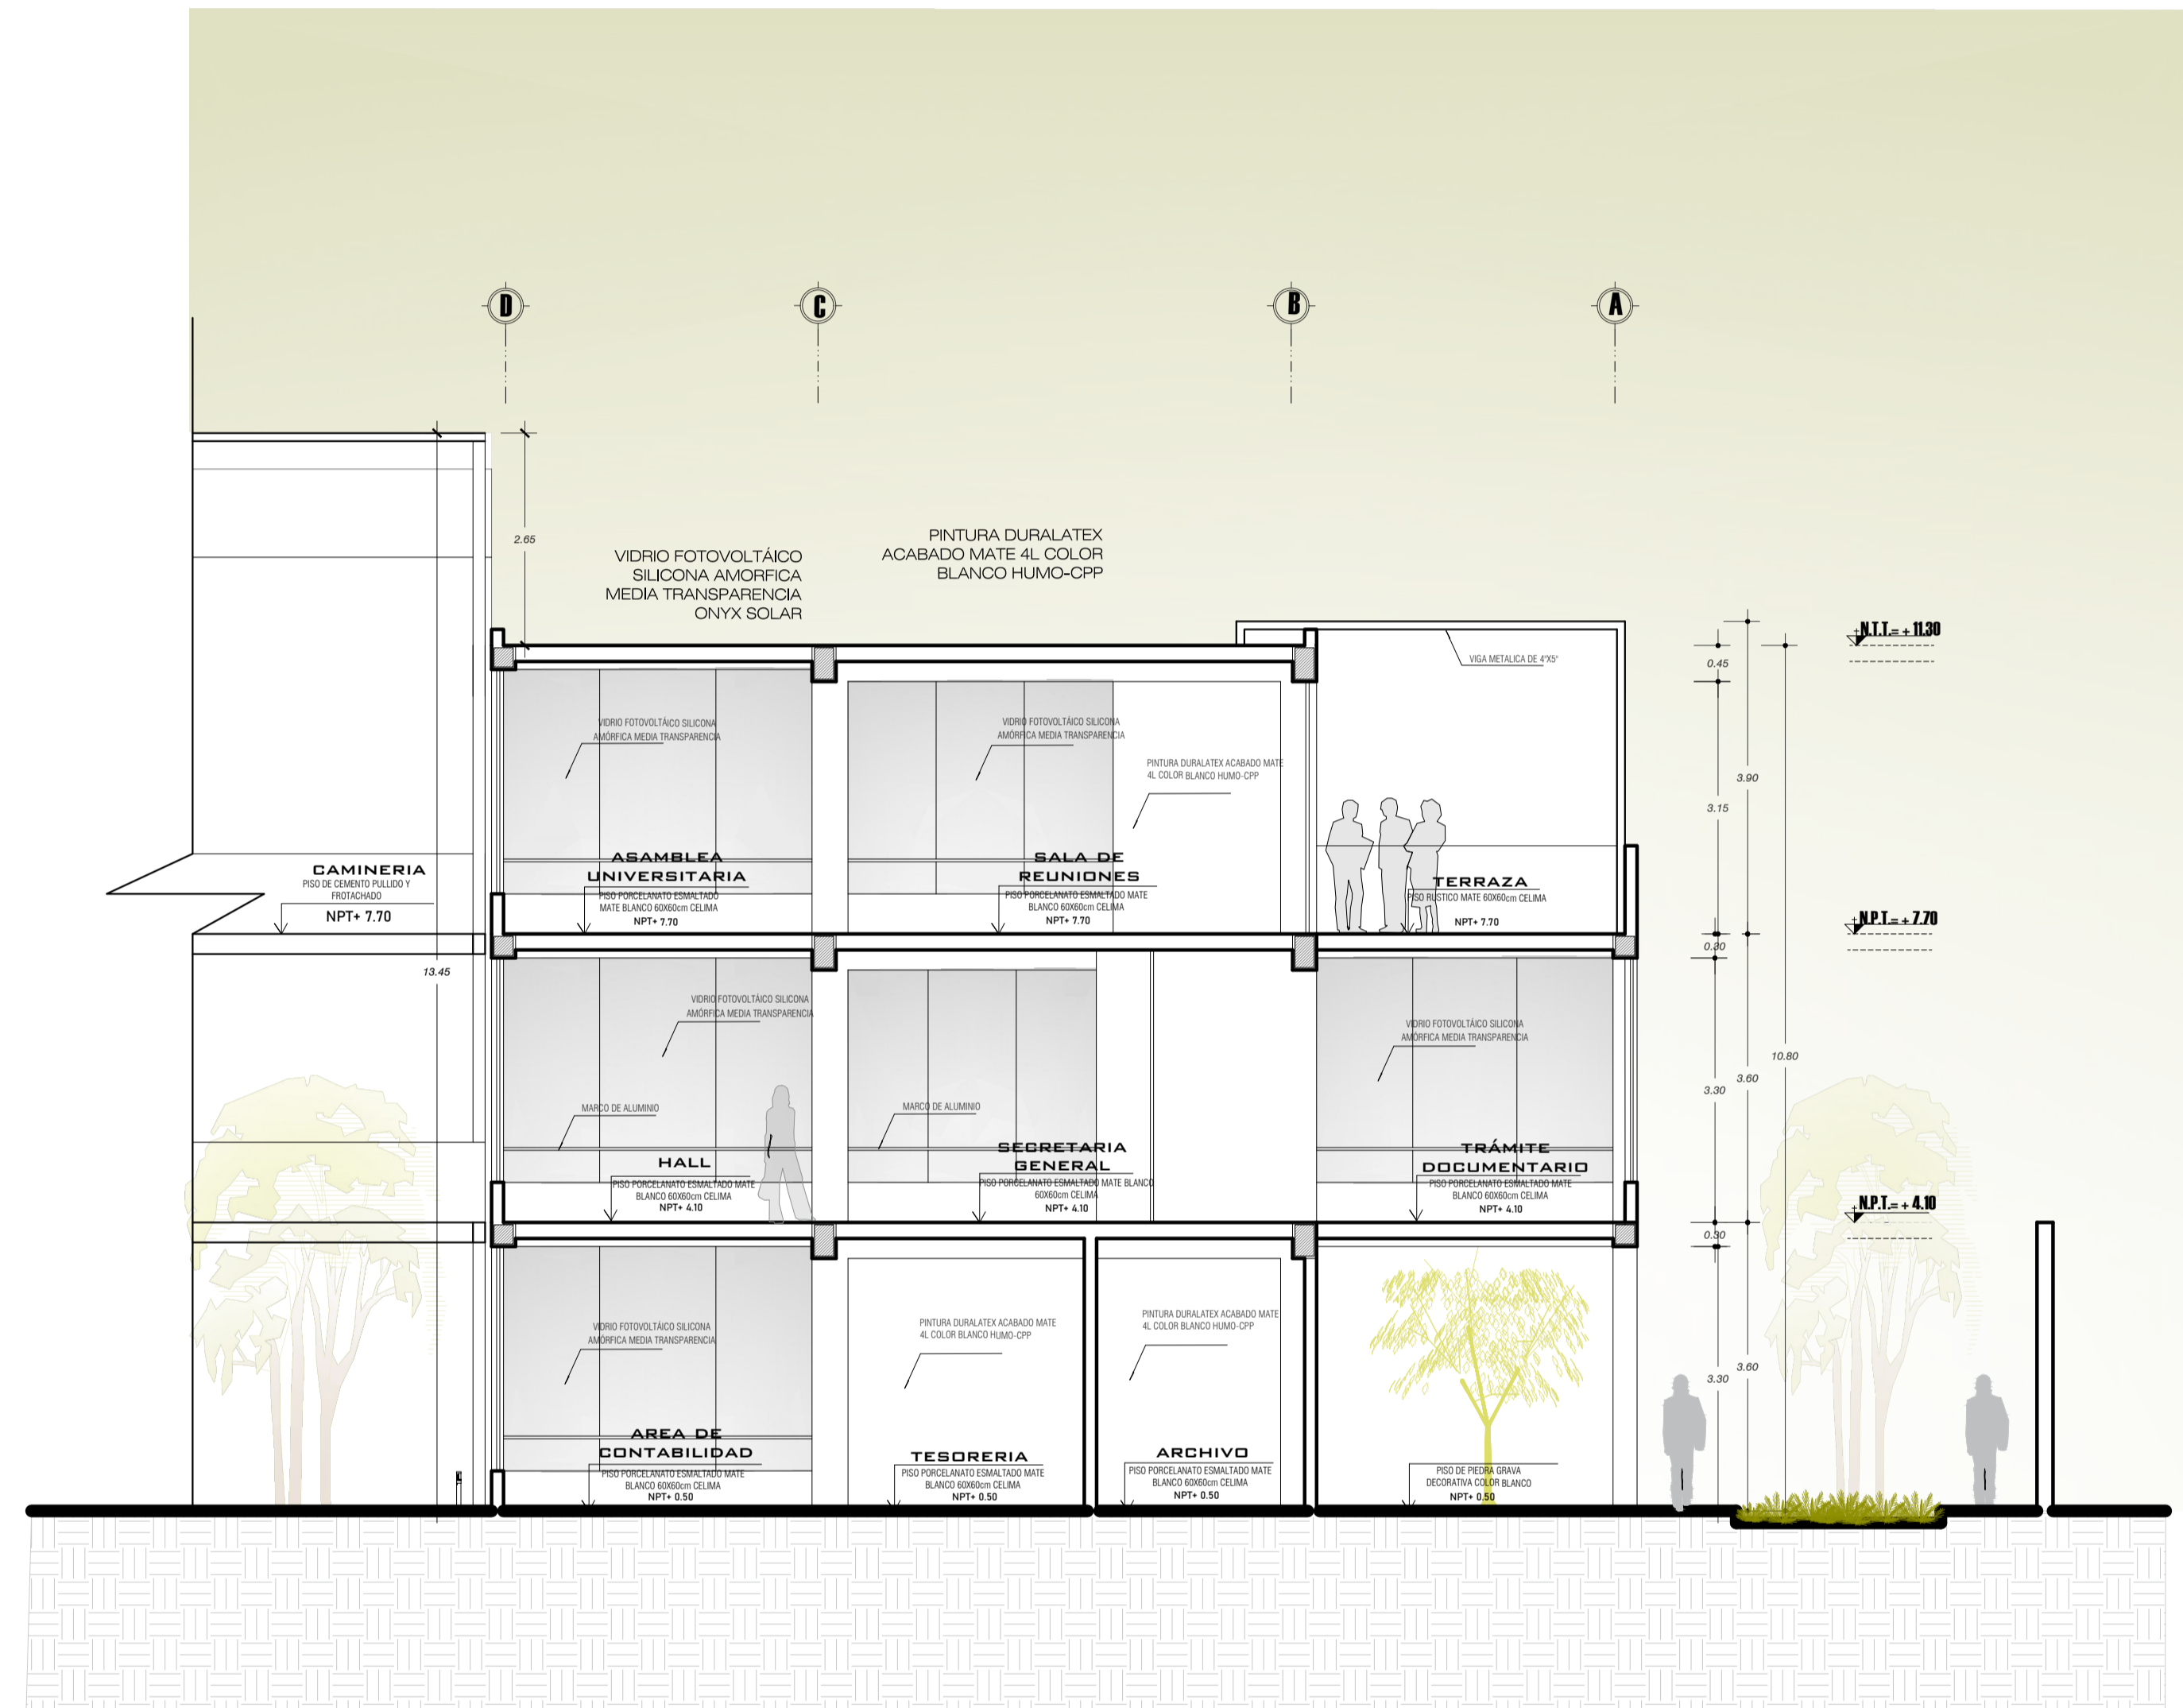 D
C
B
A
2.65
VIDRIO FOTOVOLTÁICO
SILICONA AMORFICA
MEDIA TRANSPARENCIA
ONYX SOLAR
PINTURA DURALATEX
ACABADO MATE 4L COLOR
BLANCO HUMO-CPP
VIGA METALICA DE 4"X5"
N.T.T.= + 11.30
0.45
3.90
3.15
VIDRIO FOTOVOLTÁICO SILICONA
AMÓRFICA MEDIA TRANSPARENCIA
VIDRIO FOTOVOLTÁICO SILICONA
AMÓRFICA MEDIA TRANSPARENCIA
PINTURA DURALATEX ACABADO MATE
4L COLOR BLANCO HUMO-CPP
CAMINERIA
PISO DE CEMENTO PULLIDO Y
FROTACHADO
NPT+ 7.70
ASAMBLEA
UNIVERSITARIA
PISO PORCELANATO ESMALTADO
MATE BLANCO 60X60cm CELIMA
NPT+ 7.70
SALA DE
REUNIONES
PISO PORCELANATO ESMALTADO MATE
BLANCO 60X60cm CELIMA
NPT+ 7.70
TERRAZA
PISO RUSTICO MATE 60X60cm CELIMA
NPT+ 7.70
N.P.T.= + 7.70
0.30
13.45
VIDRIO FOTOVOLTÁICO SILICONA
AMÓRFICA MEDIA TRANSPARENCIA
VIDRIO FOTOVOLTÁICO SILICONA
AMÓRFICA MEDIA TRANSPARENCIA
10.80
3.60
3.30
MARCO DE ALUMINIO
MARCO DE ALUMINIO
HALL
PISO PORCELANATO ESMALTADO MATE
BLANCO 60X60cm CELIMA
NPT+ 4.10
SECRETARIA
GENERAL
PISO PORCELANATO ESMALTADO MATE BLANCO
60X60cm CELIMA
NPT+ 4.10
TRÁMITE
DOCUMENTARIO
PISO PORCELANATO ESMALTADO MATE
BLANCO 60X60cm CELIMA
NPT+ 4.10
N.P.T.= + 4.10
0.30
VIDRIO FOTOVOLTÁICO SILICONA
AMÓRFICA MEDIA TRANSPARENCIA
PINTURA DURALATEX ACABADO MATE
4L COLOR BLANCO HUMO-CPP
PINTURA DURALATEX ACABADO MATE
4L COLOR BLANCO HUMO-CPP
3.60
3.30
AREA DE
CONTABILIDAD
PISO PORCELANATO ESMALTADO MATE
BLANCO 60X60cm CELIMA
NPT+ 0.50
TESORERIA
PISO PORCELANATO ESMALTADO MATE
BLANCO 60X60cm CELIMA
NPT+ 0.50
ARCHIVO
PISO PORCELANATO ESMALTADO MATE
BLANCO 60X60cm CELIMA
NPT+ 0.50
PISO DE PIEDRA GRAVA
DECORATIVA COLOR BLANCO
NPT+ 0.50